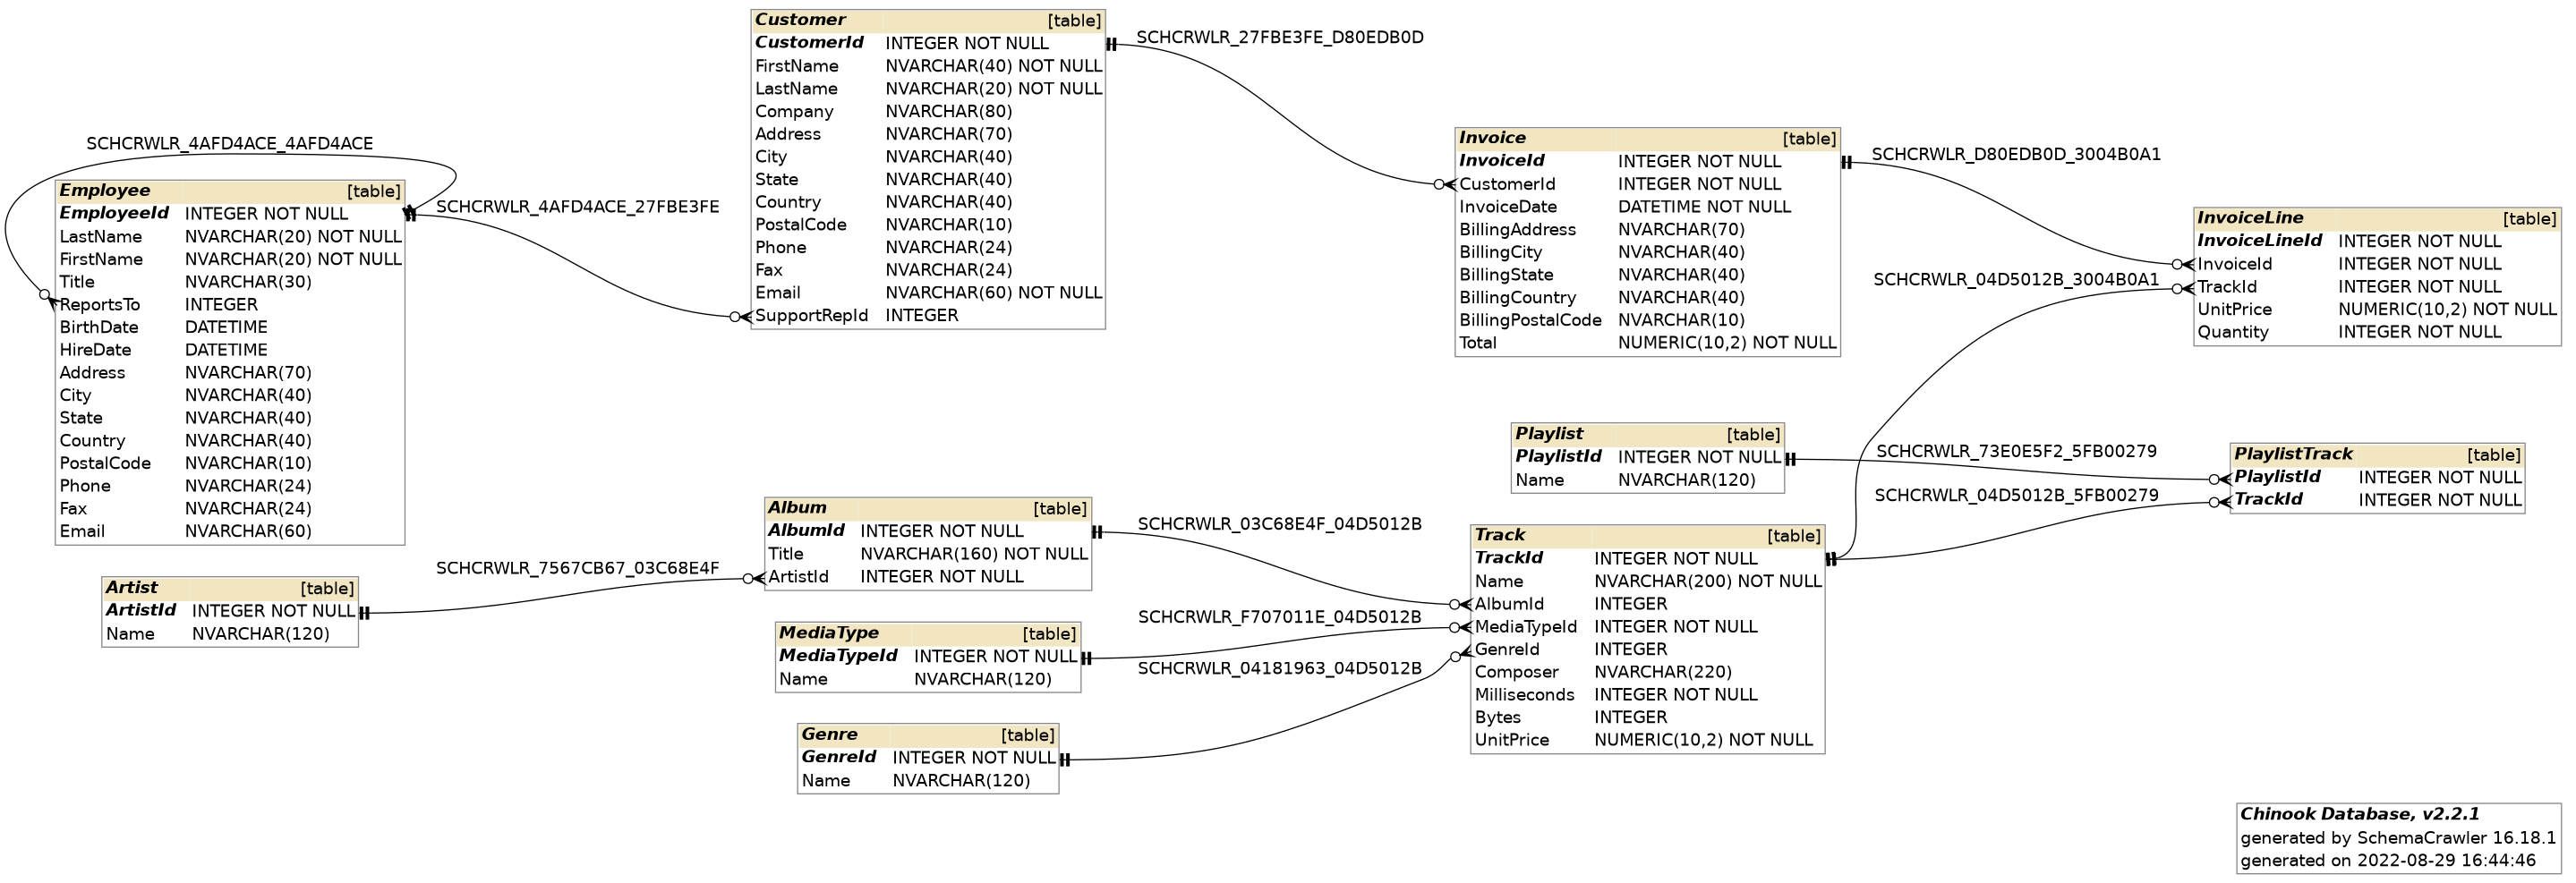 SCHCRWLR_4AFD4ACE_4AFD4ACE
Employee [table]
EmployeeId INTEGER NOT NULL
LastName NVARCHAR(20) NOT NULL
FirstName NVARCHAR(20) NOT NULL
Title NVARCHAR(30)
ReportsTo INTEGER
BirthDate DATETIME
HireDate DATETIME
Address NVARCHAR(70)
City NVARCHAR(40)
State NVARCHAR(40)
Country NVARCHAR(40)
PostalCode NVARCHAR(10)
Phone NVARCHAR(24)
Fax NVARCHAR(24)
Email NVARCHAR(60)
SCHCRWLR_4AFD4ACE_27FBE3FE
Customer [table]
CustomerId INTEGER NOT NULL
FirstName NVARCHAR(40) NOT NULL
LastName NVARCHAR(20) NOT NULL
Company NVARCHAR(80)
Address NVARCHAR(70)
City NVARCHAR(40)
State NVARCHAR(40)
Country NVARCHAR(40)
PostalCode NVARCHAR(10)
Phone NVARCHAR(24)
Fax NVARCHAR(24)
Email NVARCHAR(60) NOT NULL
SupportRepId INTEGER
SCHCRWLR_27FBE3FE_D80EDB0D
Invoice [table]
InvoiceId INTEGER NOT NULL
CustomerId INTEGER NOT NULL
InvoiceDate DATETIME NOT NULL
BillingAddress NVARCHAR(70)
BillingCity NVARCHAR(40)
BillingState NVARCHAR(40)
BillingCountry NVARCHAR(40)
BillingPostalCode NVARCHAR(10)
Total NUMERIC(10,2) NOT NULL
SCHCRWLR_D80EDB0D_3004B0A1
InvoiceLine [table]
InvoiceLineId INTEGER NOT NULL
InvoiceId INTEGER NOT NULL
TrackId INTEGER NOT NULL
UnitPrice NUMERIC(10,2) NOT NULL
Quantity INTEGER NOT NULL
SCHCRWLR_04D5012B_3004B0A1
Artist [table]
ArtistId INTEGER NOT NULL
Name NVARCHAR(120)
SCHCRWLR_7567CB67_03C68E4F
Album [table]
AlbumId INTEGER NOT NULL
Title NVARCHAR(160) NOT NULL
ArtistId INTEGER NOT NULL
SCHCRWLR_03C68E4F_04D5012B
MediaType [table]
MediaTypeId INTEGER NOT NULL
Name NVARCHAR(120)
SCHCRWLR_F707011E_04D5012B
Genre [table]
GenreId INTEGER NOT NULL
Name NVARCHAR(120)
SCHCRWLR_04181963_04D5012B
Playlist [table]
PlaylistId INTEGER NOT NULL
Name NVARCHAR(120)
SCHCRWLR_73E0E5F2_5FB00279
Track [table]
TrackId INTEGER NOT NULL
Name NVARCHAR(200) NOT NULL
AlbumId INTEGER
MediaTypeId INTEGER NOT NULL
GenreId INTEGER
Composer NVARCHAR(220)
Milliseconds INTEGER NOT NULL
Bytes INTEGER
UnitPrice NUMERIC(10,2) NOT NULL
SCHCRWLR_04D5012B_5FB00279
PlaylistTrack [table]
PlaylistId INTEGER NOT NULL
TrackId INTEGER NOT NULL
Chinook Database, v2.2.1
generated by SchemaCrawler 16.18.1
generated on 2022-08-29 16:44:46